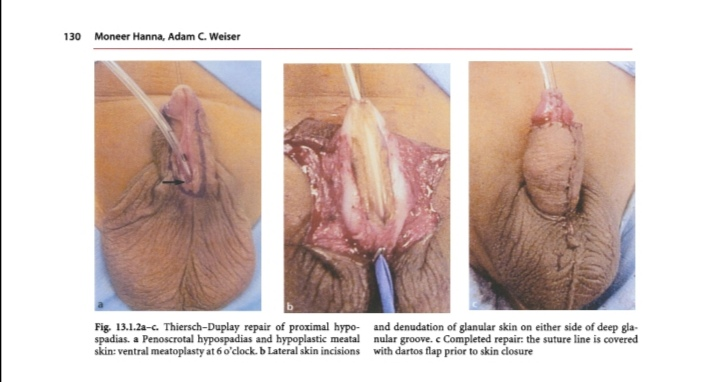 130 Moneer Hanna, Adam C. Weiser
a
b
Fig. 13.1.2a–c. Thiersch–Duplay repair of proximal hypo-
spadias. a Penoscrotal hypospadias and hypoplastic meatal
skin: ventral meatoplasty at 6 o'clock. b Lateral skin incisions
and denudation of glanular skin on either side of deep gla-
nular groove. c Completed repair: the suture line is covered
with dartos flap prior to skin closure